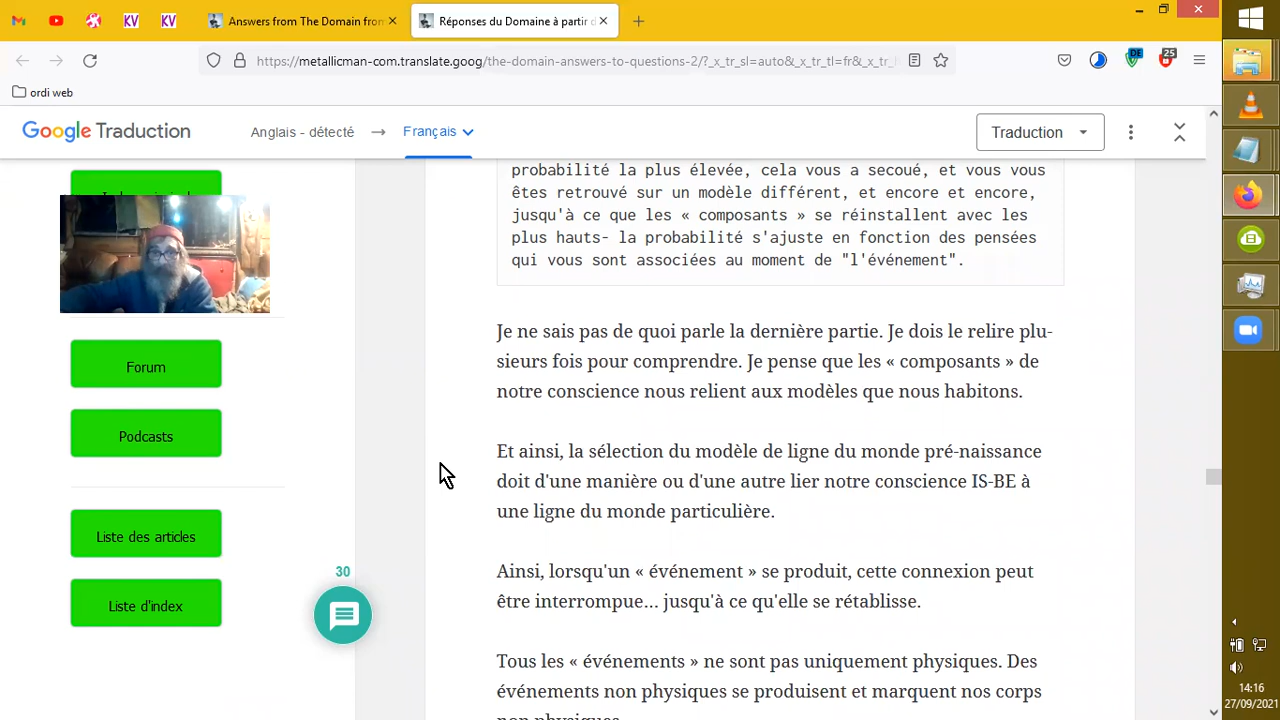 Answers from The Domain from
Réponses du Domaine à partir d
https://metallicman-com.translate.goog/the-domain-answers-to-questions-2/?_x_tr_sl=auto&_x_tr_tl=fr&_x_tr_
DE
25
ordi web
Google Traduction
Anglais - détecté
Français
Traduction
probabilité la plus élevée, cela vous a secoué, et vous vous
êtes retrouvé sur un modèle différent, et encore et encore,
jusqu'à ce que les « composants » se réinstallent avec les
plus hauts- la probabilité s'ajuste en fonction des pensées
qui vous sont associées au moment de "l'événement".
Forum
Podcasts
Liste des articles
Liste d'index
30
Je ne sais pas de quoi parle la dernière partie. Je dois le relire plu-
sieurs fois pour comprendre. Je pense que les « composants » de
notre conscience nous relient aux modèles que nous habitons.
Et ainsi, la sélection du modèle de ligne du monde pré-naissance
doit d'une manière ou d'une autre lier notre conscience IS-BE à
une ligne du monde particulière.
Ainsi, lorsqu'un « événement » se produit, cette connexion peut
être interrompue… jusqu'à ce qu'elle se rétablisse.
Tous les « événements » ne sont pas uniquement physiques. Des
événements non physiques se produisent et marquent nos corps
non physiques.
14:16
27/09/2021